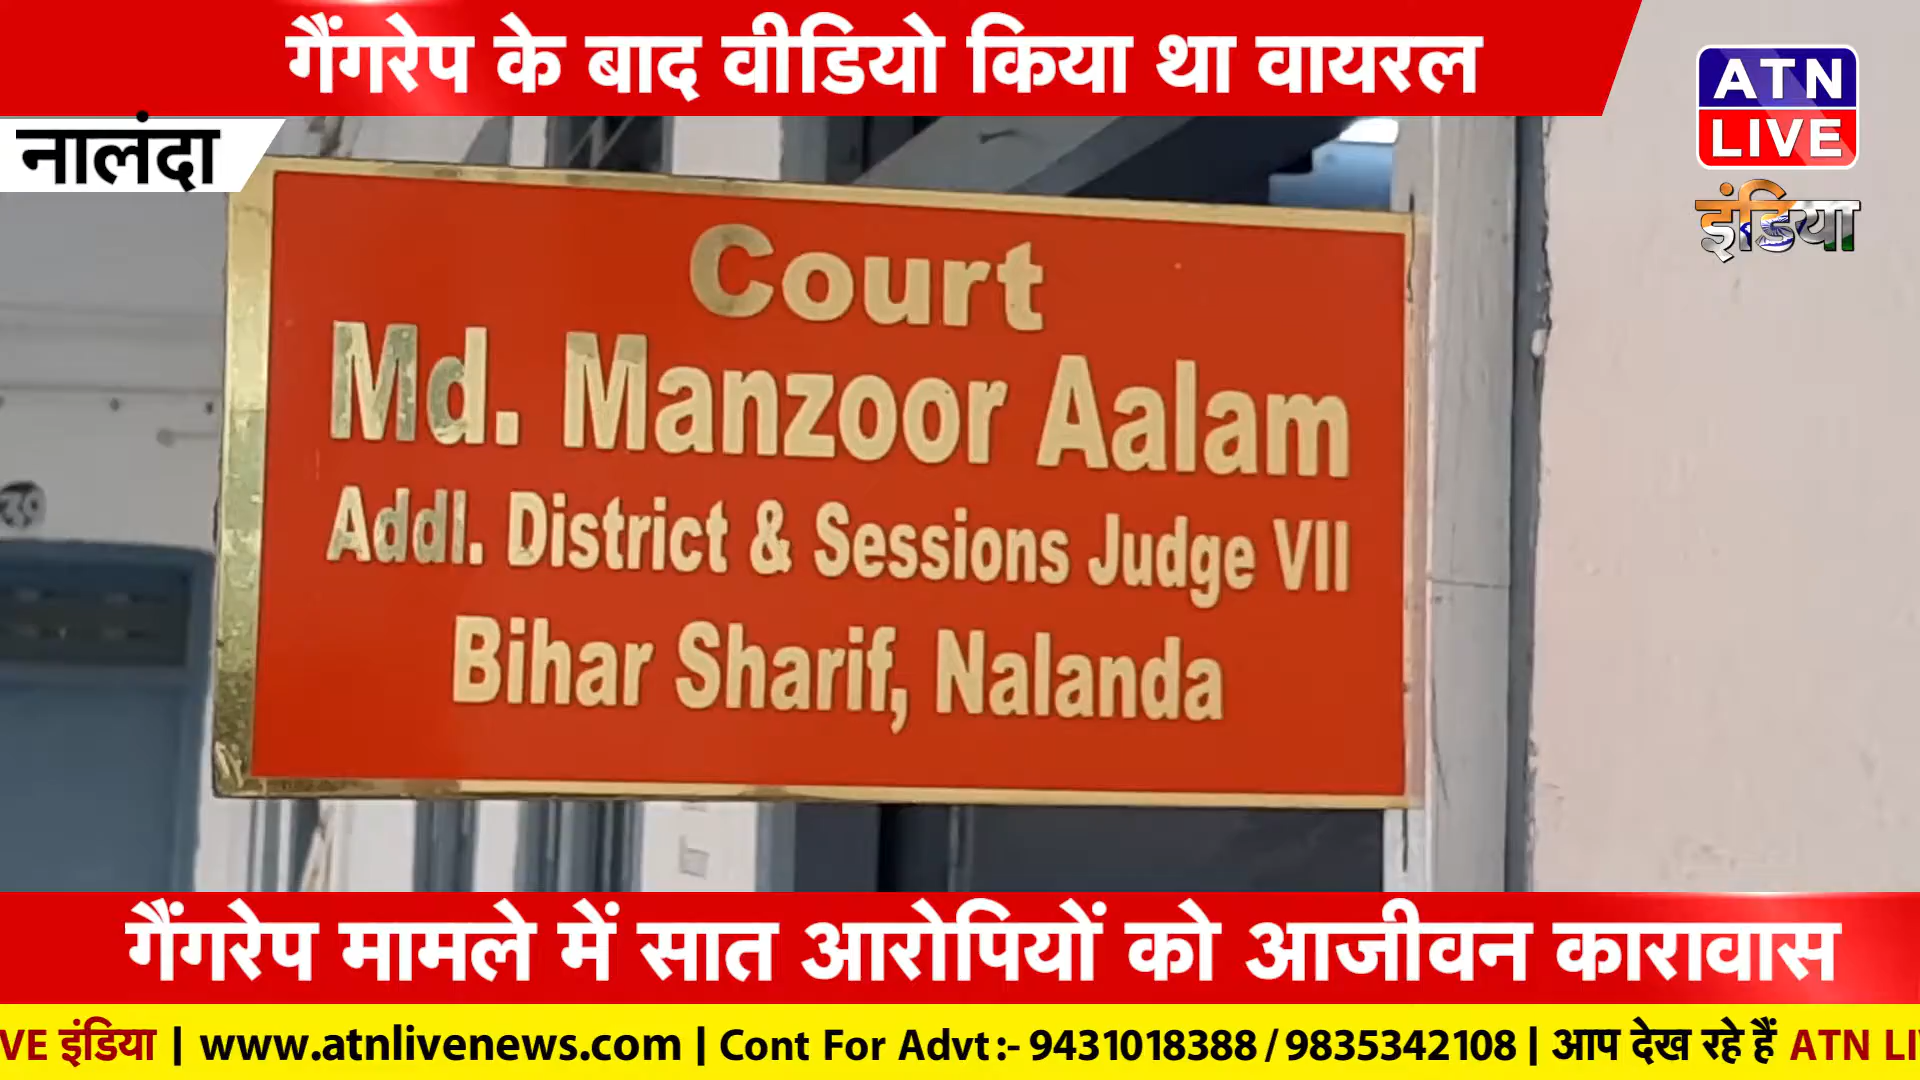 गैंगरेप के बाद वीडियो किया था वायरल
ATN
LIVE
इंडिया
नालंदा
Court
Md. Manzoor Aalam
Addl. District & Sessions Judge VII
Bihar Sharif, Nalanda
गैंगरेप मामले में सात आरोपियों को आजीवन कारावास
VE इंडिया | www.atnlivenews.com | Cont For Advt:- 9431018388 / 9835342108 | आप देख रहे हैं ATN LI